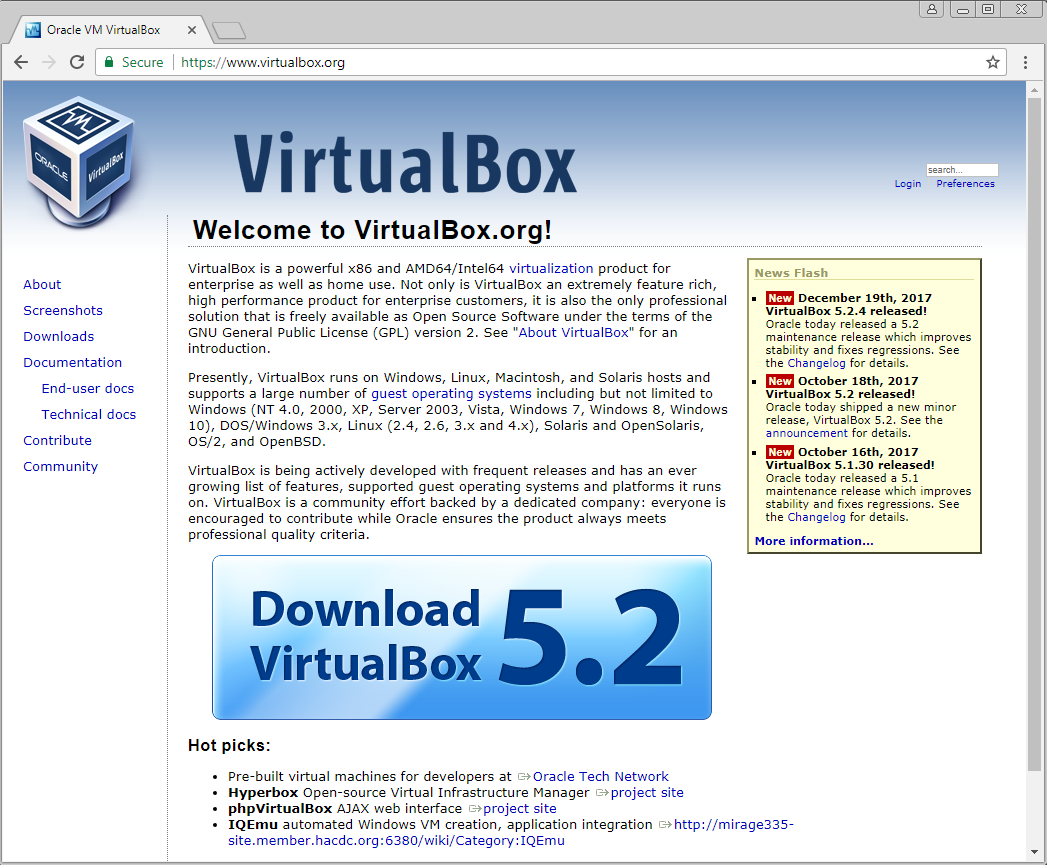 Oracle VM VirtualBox
Secure
https://www.virtualbox.org
ORACLE
VirtualBox
VirtualBox
search...
Login Preferences
Welcome to VirtualBox.org!
About
Screenshots
Downloads
Documentation
End-user docs
Technical docs
Contribute
Community
VirtualBox is a powerful x86 and AMD64/Intel64 virtualization product for
enterprise as well as home use. Not only is VirtualBox an extremely feature rich,
high performance product for enterprise customers, it is also the only professional
solution that is freely available as Open Source Software under the terms of the
GNU General Public License (GPL) version 2. See "About VirtualBox" for an
introduction.
Presently, VirtualBox runs on Windows, Linux, Macintosh, and Solaris hosts and
supports a large number of guest operating systems including but not limited to
Windows (NT 4.0, 2000, XP, Server 2003, Vista, Windows 7, Windows 8, Windows
10), DOS/Windows 3.x, Linux (2.4, 2.6, 3.x and 4.x), Solaris and OpenSolaris,
OS/2, and OpenBSD.
VirtualBox is being actively developed with frequent releases and has an ever
growing list of features, supported guest operating systems and platforms it runs
on. VirtualBox is a community effort backed by a dedicated company: everyone is
encouraged to contribute while Oracle ensures the product always meets
professional quality criteria.
News Flash
New December 19th, 2017
VirtualBox 5.2.4 released!
Oracle today released a 5.2
maintenance release which improves
stability and fixes regressions. See
the Changelog for details.
New October 18th, 2017
VirtualBox 5.2 released!
Oracle today shipped a new minor
release, VirtualBox 5.2. See the
announcement for details.
New October 16th, 2017
VirtualBox 5.1.30 released!
Oracle today released a 5.1
maintenance release which improves
stability and fixes regressions. See
the Changelog for details.
More information...
Download
VirtualBox
5.2
Hot picks:
Pre-built virtual machines for developers at Oracle Tech Network
Hyperbox Open-source Virtual Infrastructure Manager project site
phpVirtualBox AJAX web interface project site
IQEmu automated Windows VM creation, application integration http://mirage335-
site.member.hacdc.org:6380/wiki/Category:IQEmu